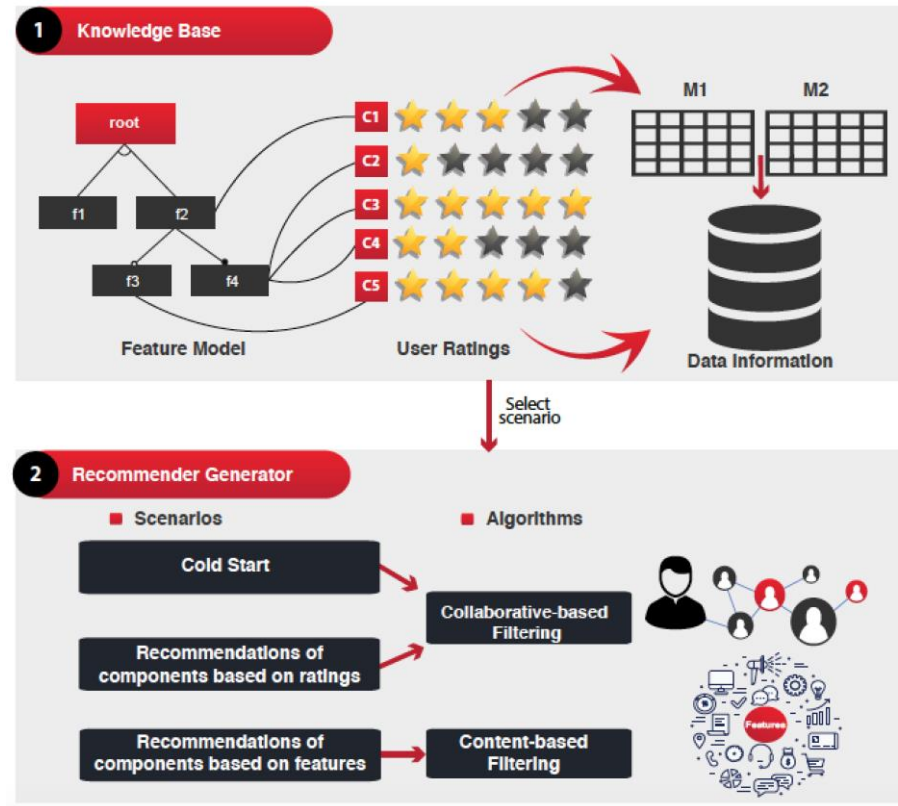 1 Knowledge Base
M1 M2
root
C1
C2
f1 f2
C3
C4
f3 f4
C5
Feature Model
User Ratings
Data Information
Select
scenario
2 Recommender Generator
Scenarios
Algorithms
Cold Start
Collaborative-based
Filtering
Recommendations of
components based on ratings
Recommendations of
components based on features
Content-based
Filtering
Features